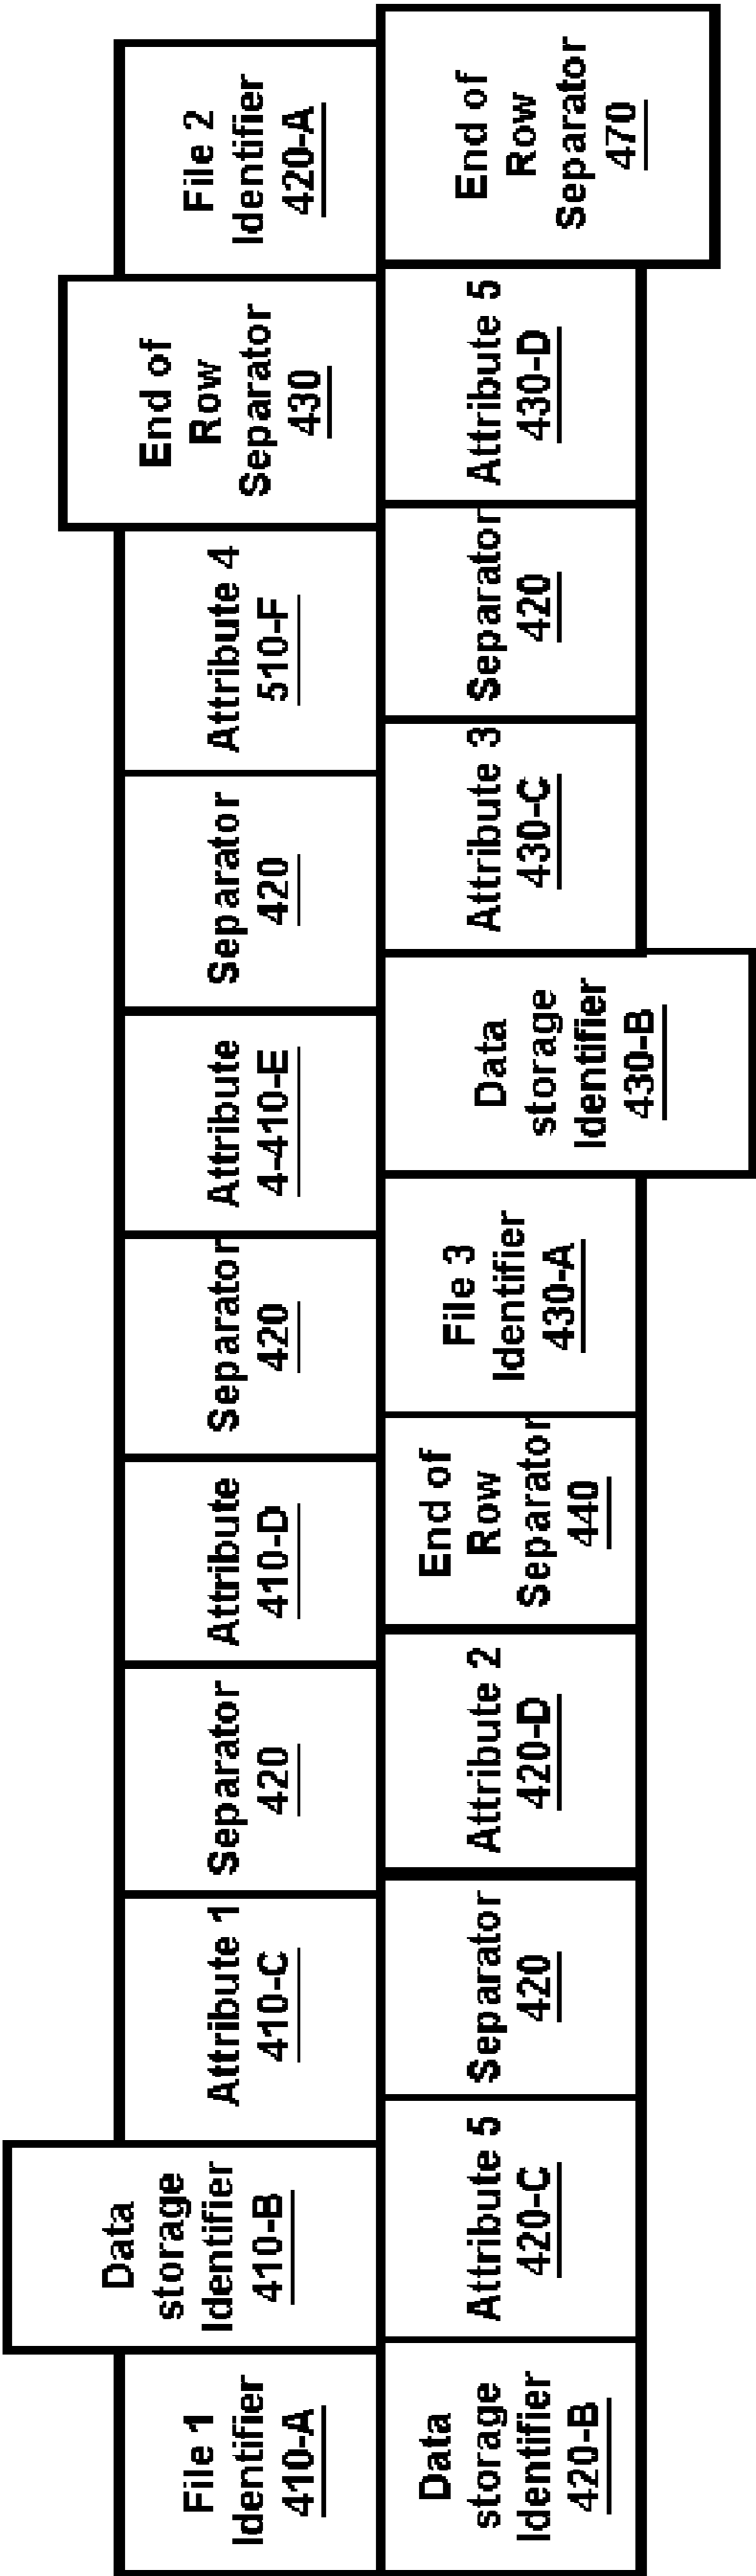 File 1
Identifier
410-A
Data
storage
Identifier
410-B
Attribute 1
410-C
Separator
420
Attribute
410-D
Separator
420
Attribute
4-410-E
Separator
420
Attribute 4
510-F
End of
Row
Separator
430
File 2
Identifier
420-A
Data
storage
Identifier
420-B
Attribute 5
420-C
Separator
420
Attribute 2
420-D
End of
Row
Separator
440
File 3
Identifier
430-A
Data
storage
Identifier
430-B
Attribute 3
430-C
Separator
420
Attribute 5
430-D
End of
Row
Separator
470